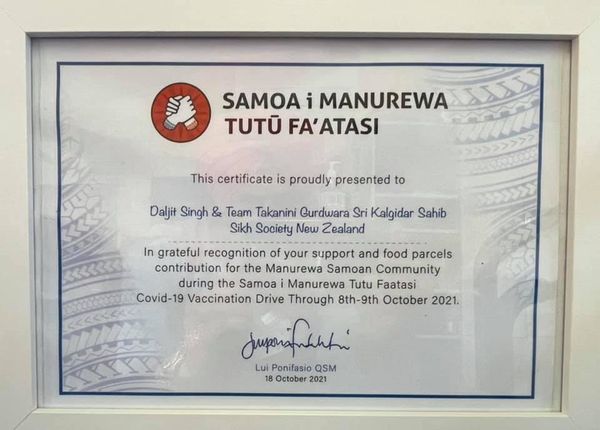 SAMOA i MANUREWA
TUTŪ FA'ATASI
This certificate is proudly presented to
Daljit Singh & Team Takanini Gurdwara Sri Kalgidar Sahib
Sikh Society New Zealand
In grateful recognition of your support and food parcels
contribution for the Manurewa Samoan Community
during the Samoa i Manurewa Tutu Faatasi
Covid-19 Vaccination Drive Through 8th-9th October 2021.
Lui Ponifasio QSM
18 October 2021